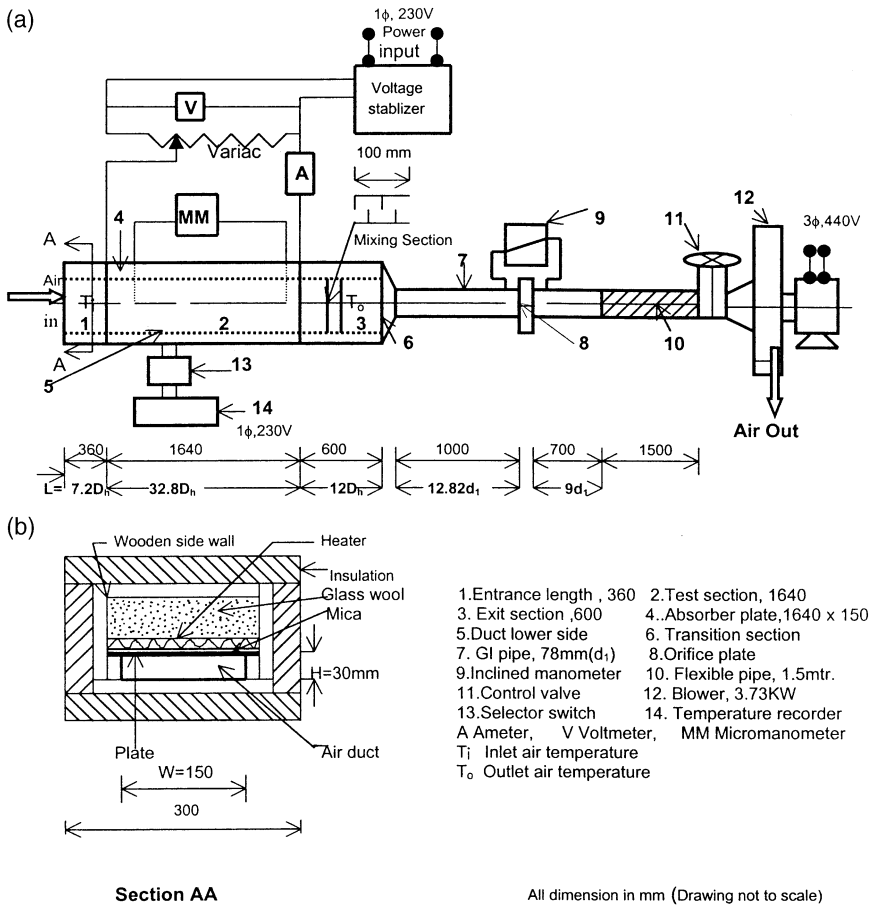 (a)
1ϕ, 230V
Power
input
Voltage
stablizer
V
Variac
A
100 mm
MM
Mixing Section
4
A
Air
in
Ti
1
2
To
3
A
5
6
7
8
9
10
11
12
3ϕ,440V
13
14
1ϕ,230V
Air Out
360 1640 600 1000 700 1500
L= 7.2Dh 32.8Dh 12Dh 12.82d1 9d1
(b)
Wooden side wall
Heater
Insulation
Glass wool
Mica
H=30mm
Plate
Air duct
W=150
300
1.Entrance length , 360 2.Test section, 1640
3. Exit section ,600 4..Absorber plate,1640 x 150
5.Duct lower side 6. Transition section
7. GI pipe, 78mm(d1) 8.Orifice plate
9.Inclined manometer 10. Flexible pipe, 1.5mtr.
11.Control valve 12. Blower, 3.73KW
13.Selector switch 14. Temperature recorder
A Ameter, V Voltmeter, MM Micromanometer
Ti Inlet air temperature
To Outlet air temperature
Section AA
All dimension in mm (Drawing not to scale)